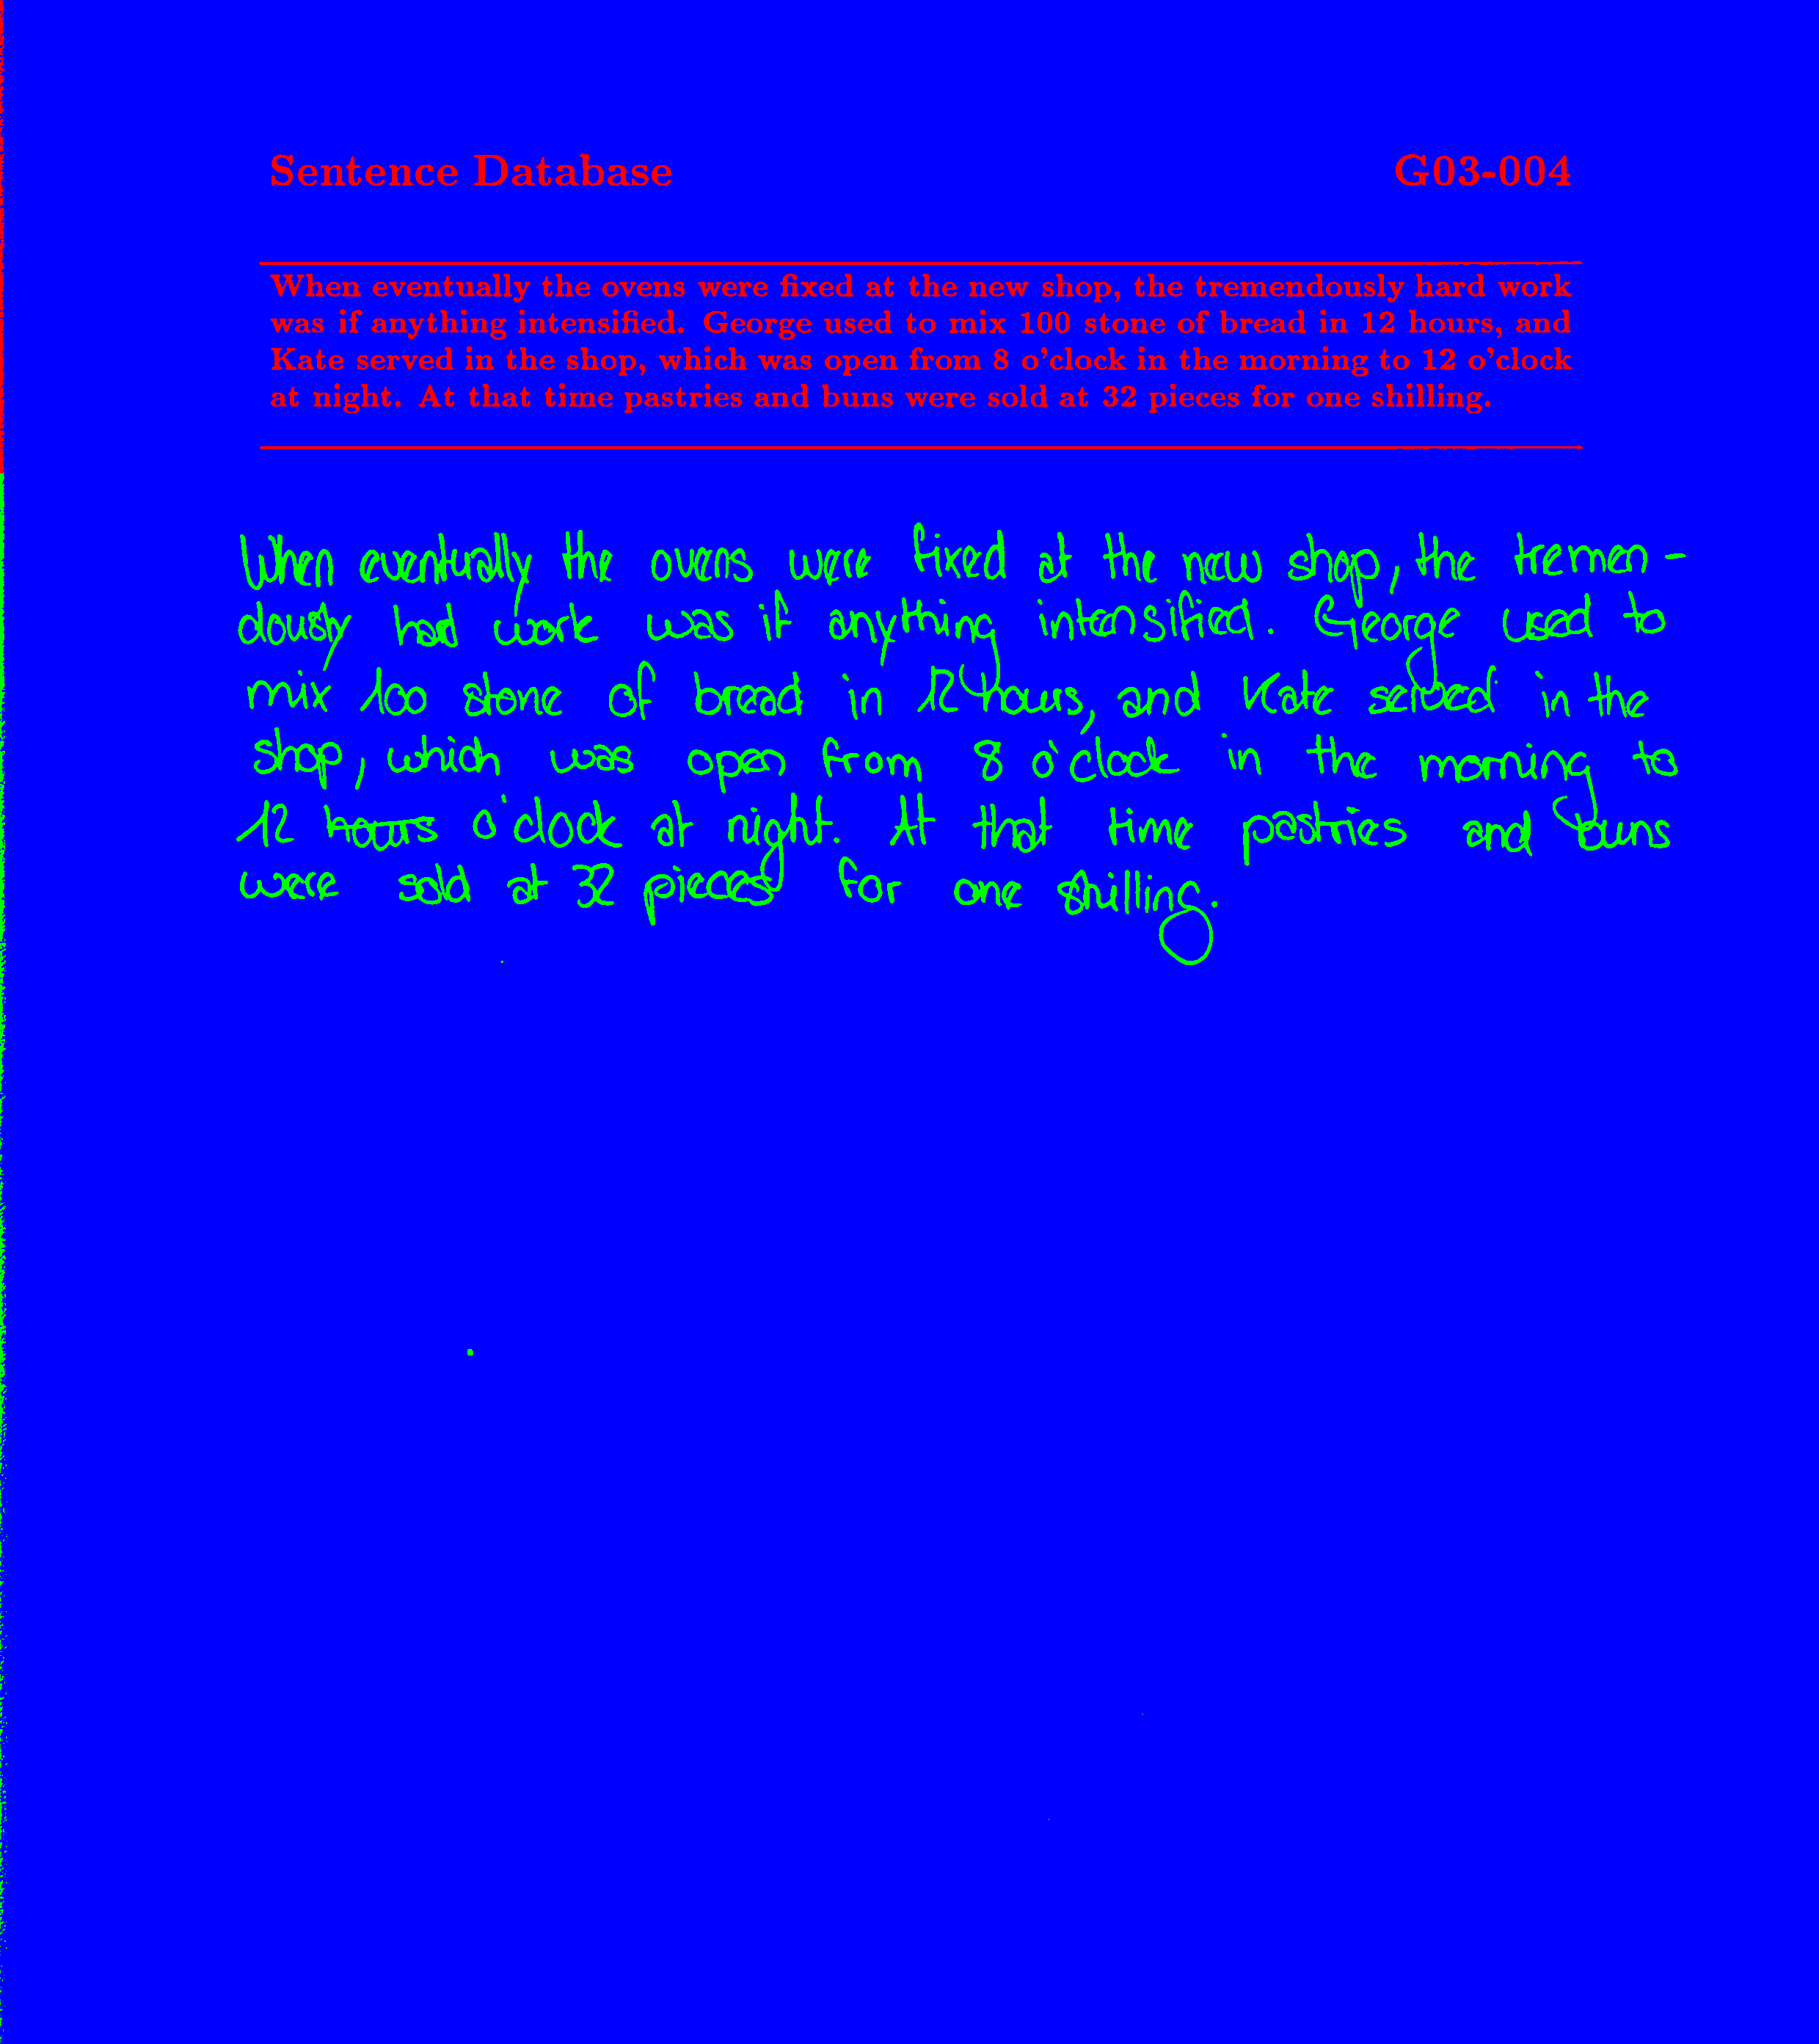 Sentence Database G03-004
When eventually the ovens were fixed at the new shop, the tremendously hard work
was if anything intensified. George used to mix 100 stone of bread in 12 hours, and
Kate served in the shop, which was open from 8 o'clock in the morning to 12 o'clock
at night. At that time pastries and buns were sold at 32 pieces for one shilling.
When eventually the ovens were fixed at the new shop, the tremen-
dously had work was if anything intensified. George used to
mix 100 stone of bread in 12 hours, and Kate served in the
shop, which was open from 8 o'clock in the morning to
12 hours o'clock at night. At that time pastries and buns
were sold at 32 pieces for one shilling.